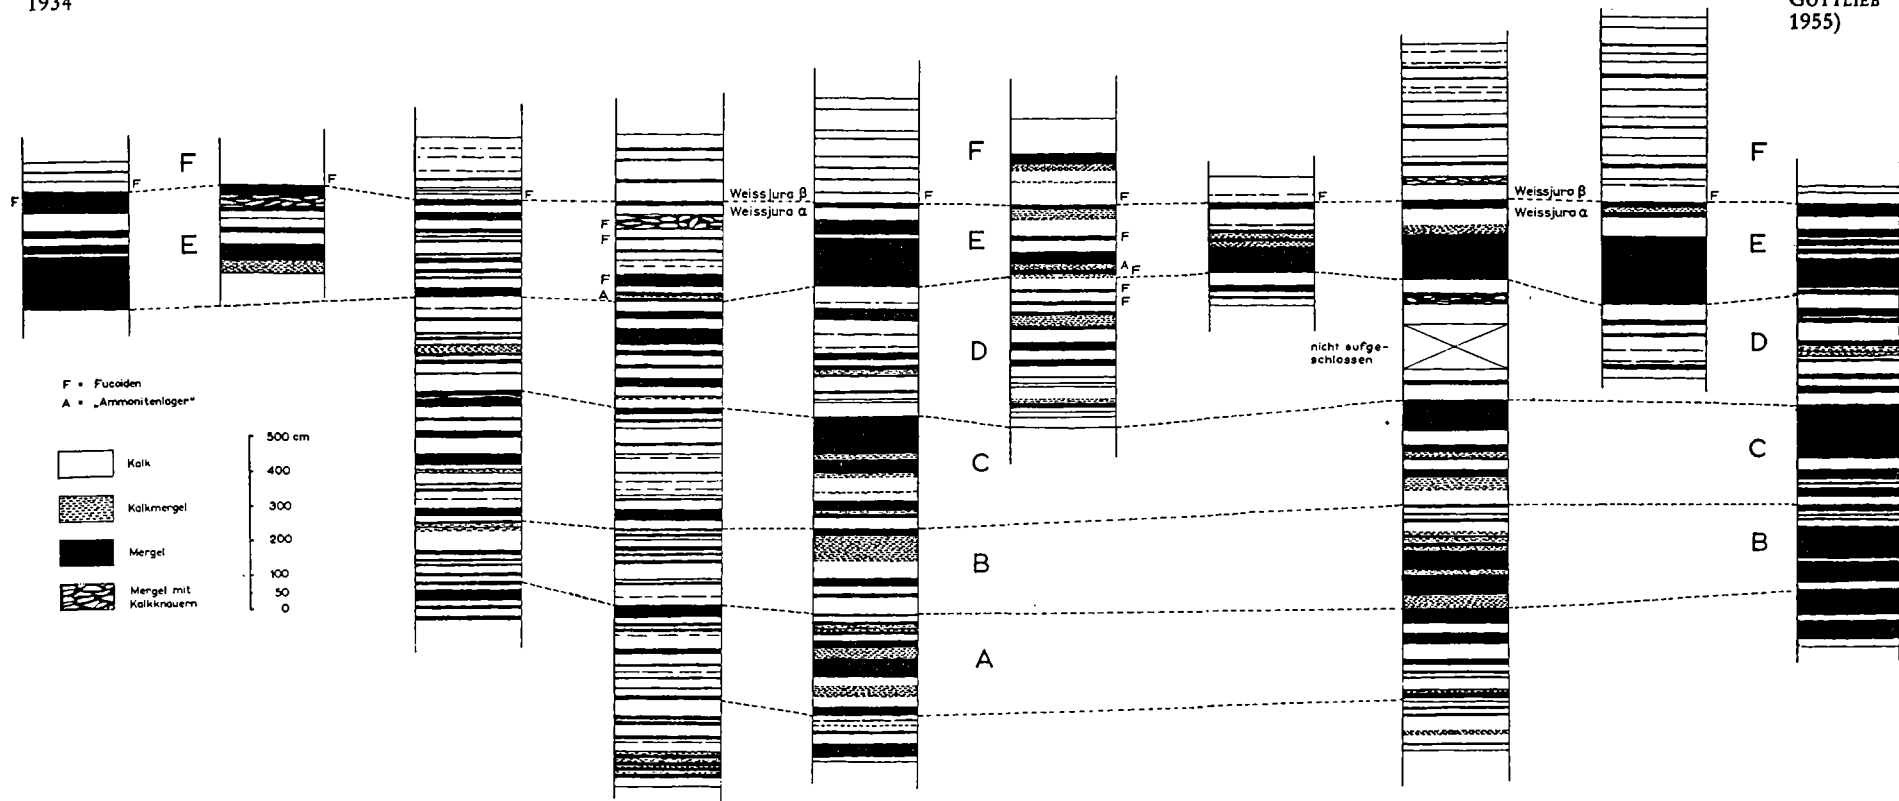 1934
GOTTLIEB
1955)
F
F
F
F
E
F
F
F
F
A
Weissjura β
Weissjura α
F
F
E
D
C
B
A
F
F
A F
F
F
F
nicht aufge-
schlossen
Weissjura β
Weissjura α
F
F
E
D
C
B
F = Fucoiden
A = „Ammonitenlager"
Kalk
Kalkmergel
Mergel
Mergel mit
Kalkknauern
500 cm
400
300
200
100
50
0